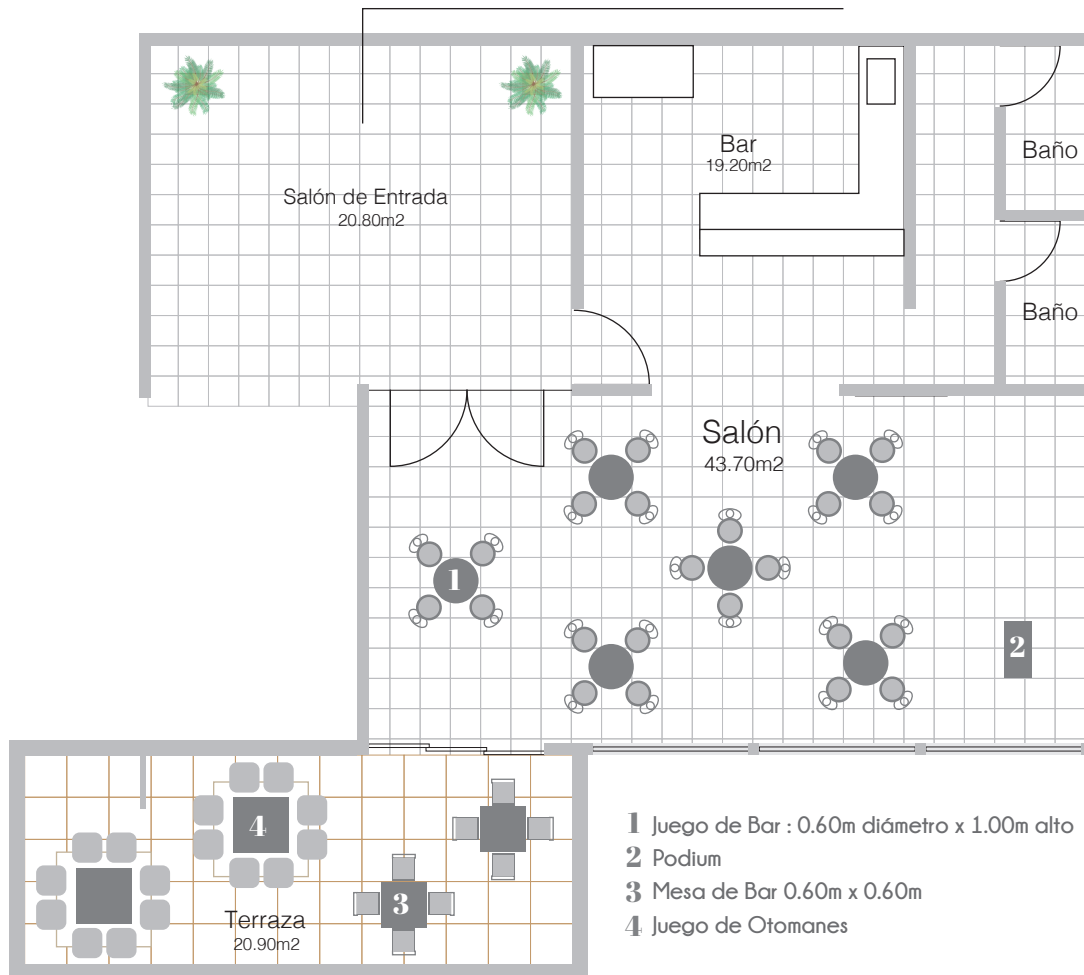 Bar
19.20m2
Baño
Salón de Entrada
20.80m2
Baño
Salón
43.70m2
1
2
4
3
Terraza
20.90m2
1 Juego de Bar : 0.60m diámetro x 1.00m alto
2 Podium
3 Mesa de Bar 0.60m x 0.60m
4 Juego de Otomanes